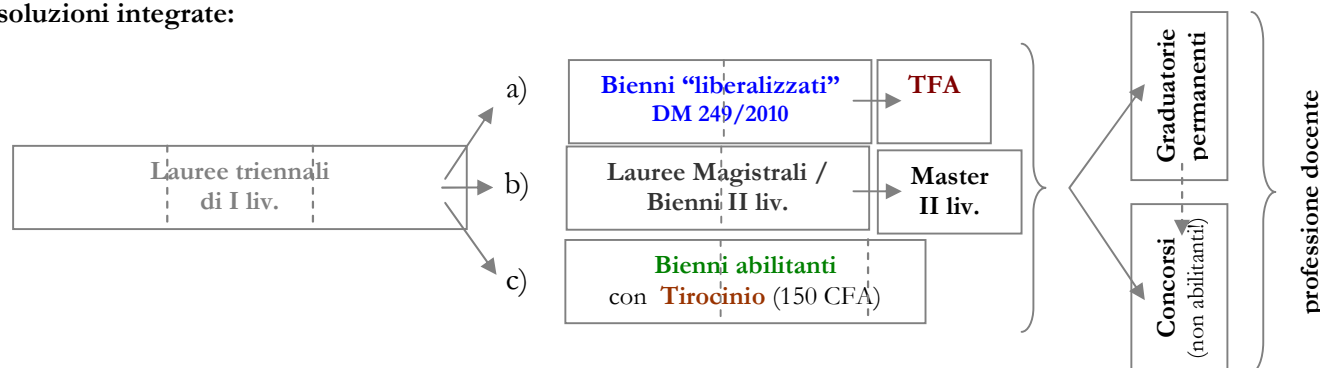 soluzioni integrate:
Lauree triennali
di I liv.
a)
Bienni “liberalizzati”
DM 249/2010
TFA
b)
Lauree Magistrali /
Bienni II liv.
Master
II liv.
c)
Bienni abilitanti
con Tirocinio (150 CFA)
Graduatorie
permanenti
Concorsi
(non abilitanti!)
professione docente